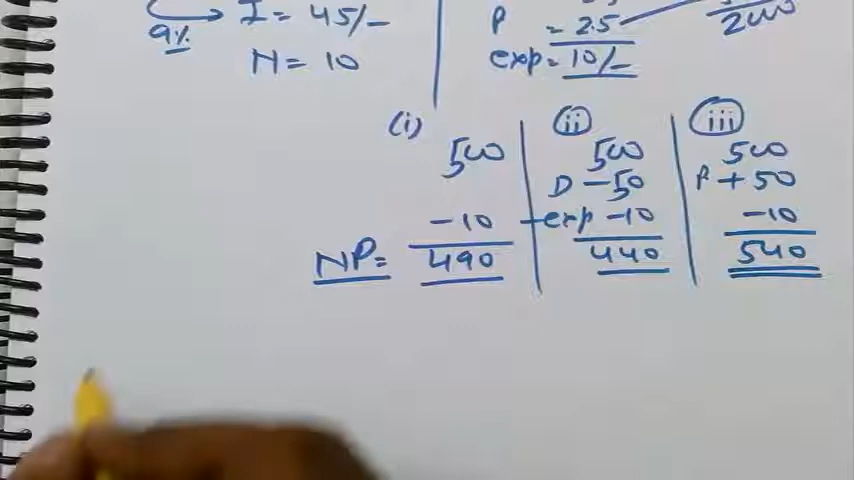 I = 45/-
9%
N = 10
P = 25
exp = 10/-
(i) (ii) (iii)
500 500 500
D - 50 P + 50
- 10 exp - 10 - 10
NP = 490 440 540